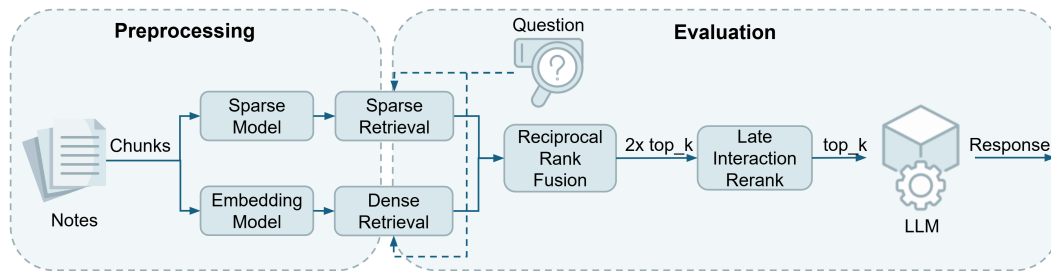 Preprocessing
Evaluation
Question
Notes
Chunks
Sparse
Model
Sparse
Retrieval
Embedding
Model
Dense
Retrieval
Reciprocal
Rank
Fusion
2x top_k
Late
Interaction
Rerank
top_k
LLM
Response
?